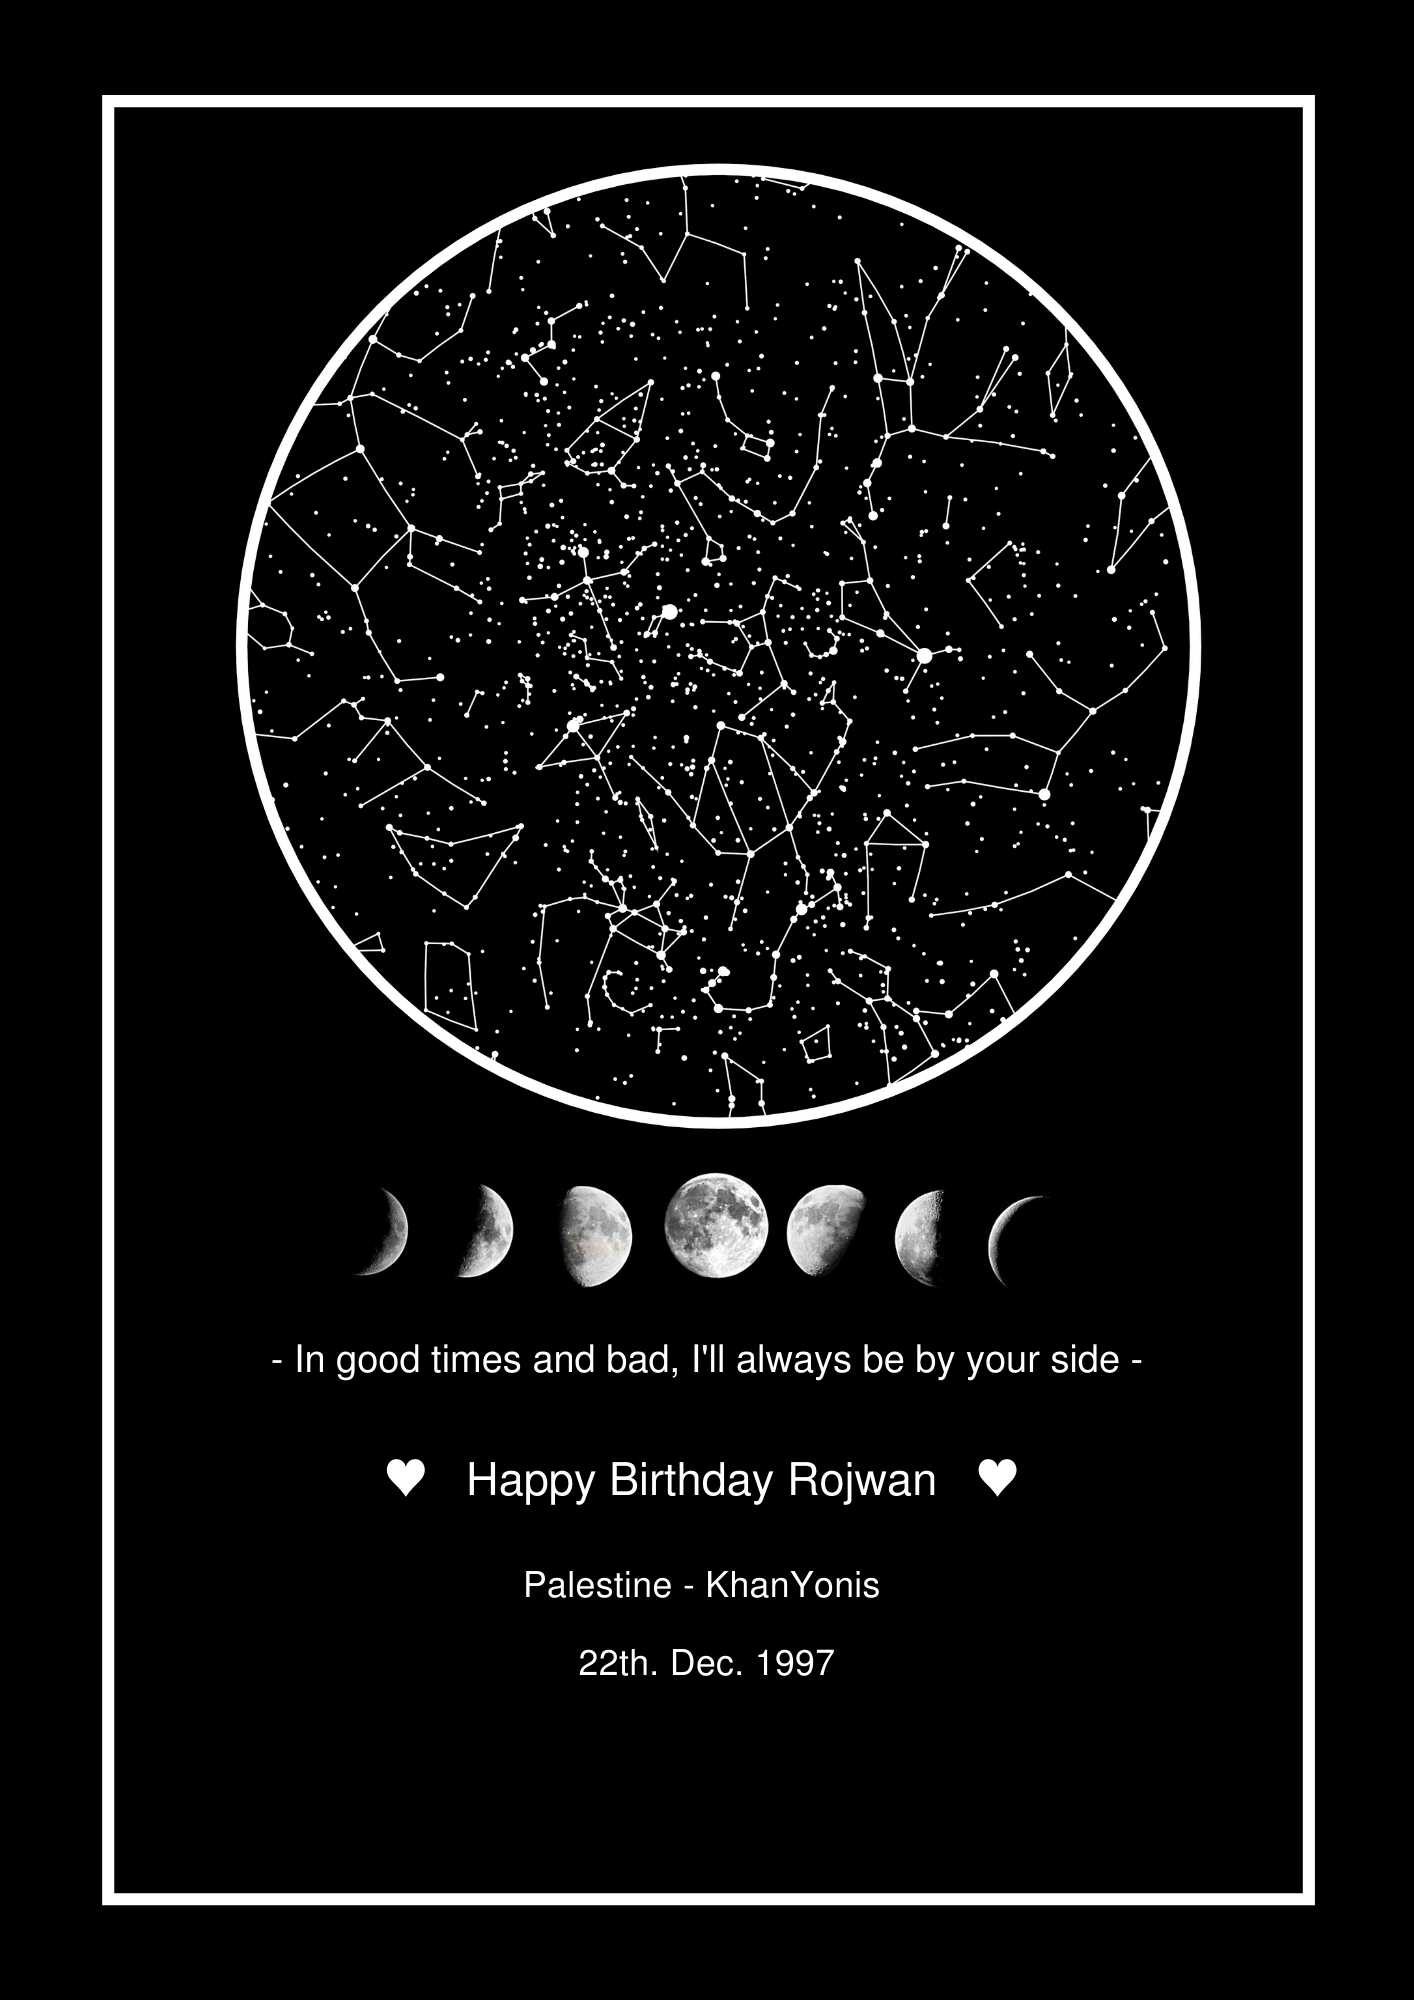 - In good times and bad, I'll always be by your side -
♥ Happy Birthday Rojwan ♥
Palestine - KhanYonis
22th. Dec. 1997